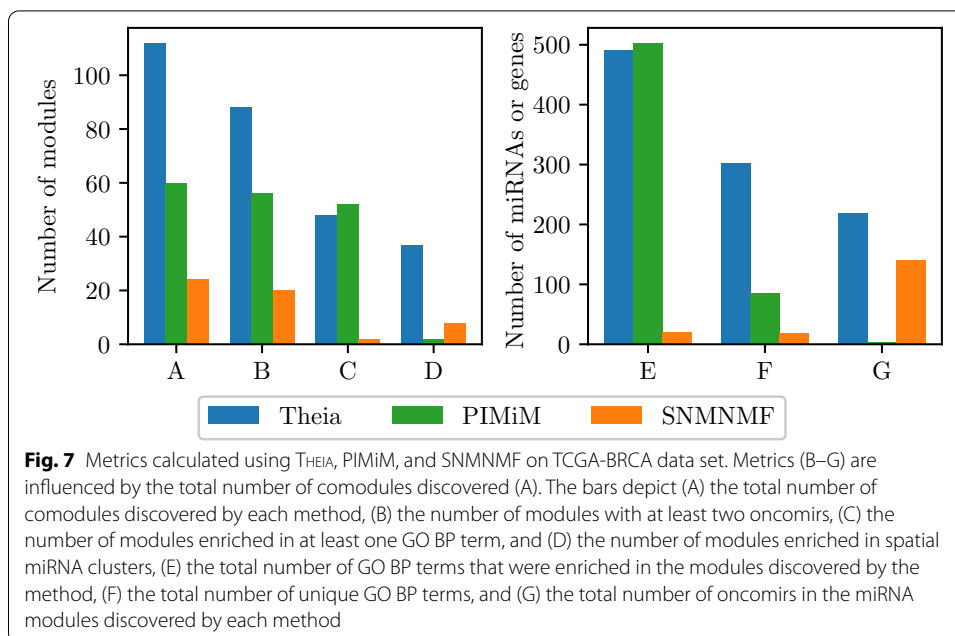 Number of modules
100
80
60
40
20
0
A B C D
Number of miRNAs or genes
500
400
300
200
100
0
E F G
Theia PIMiM SNMNMF
Fig. 7 Metrics calculated using THEIA, PIMiM, and SNMNMF on TCGA-BRCA data set. Metrics (B–G) are
influenced by the total number of comodules discovered (A). The bars depict (A) the total number of
comodules discovered by each method, (B) the number of modules with at least two oncomirs, (C) the
number of modules enriched in at least one GO BP term, and (D) the number of modules enriched in spatial
miRNA clusters, (E) the total number of GO BP terms that were enriched in the modules discovered by the
method, (F) the total number of unique GO BP terms, and (G) the total number of oncomirs in the miRNA
modules discovered by each method